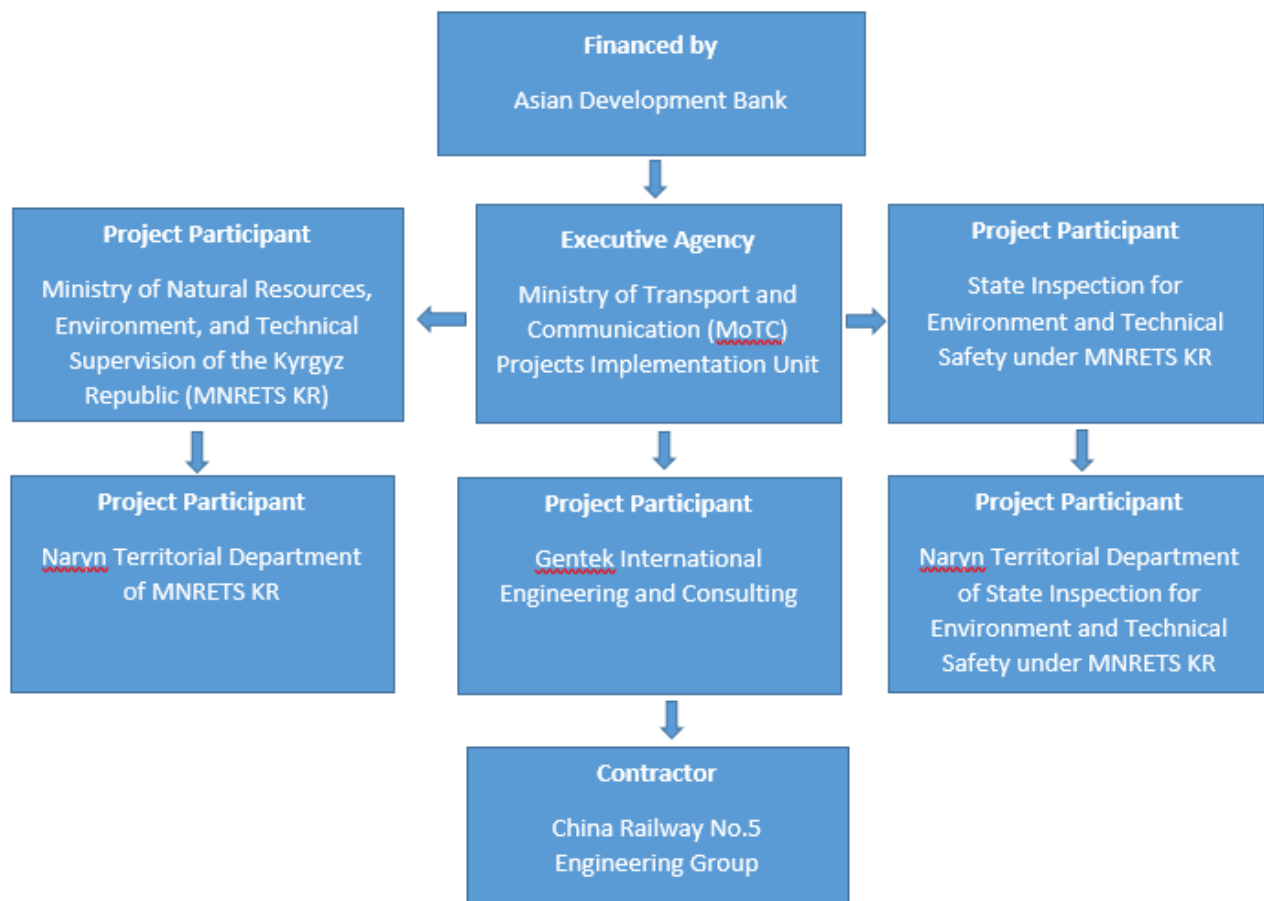 Financed by
Asian Development Bank
Project Participant
Ministry of Natural Resources,
Environment, and Technical
Supervision of the Kyrgyz
Republic (MNRETS KR)
Executive Agency
Ministry of Transport and
Communication (MoTC)
Projects Implementation Unit
Project Participant
State Inspection for
Environment and Technical
Safety under MNRETS KR
Project Participant
Naryn Territorial Department
of MNRETS KR
Project Participant
Gentek International
Engineering and Consulting
Project Participant
Naryn Territorial Department
of State Inspection for
Environment and Technical
Safety under MNRETS KR
Contractor
China Railway No.5
Engineering Group